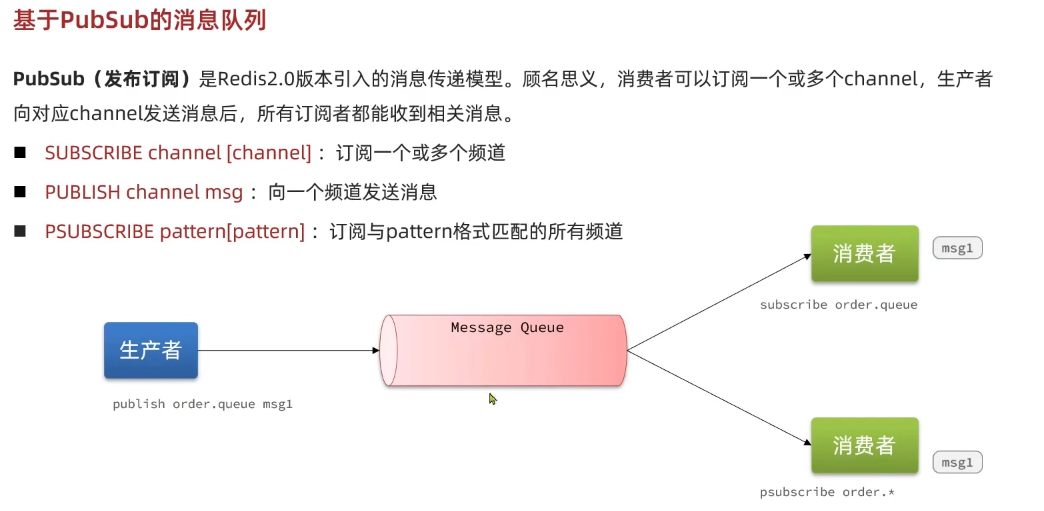 基于PubSub的消息队列
PubSub（发布订阅）是Redis2.0版本引入的消息传递模型。顾名思义，消费者可以订阅一个或多个channel，生产者
向对应channel发送消息后，所有订阅者都能收到相关消息。
■ SUBSCRIBE channel [channel] ：订阅一个或多个频道
■ PUBLISH channel msg ：向一个频道发送消息
■ PSUBSCRIBE pattern[pattern] ：订阅与pattern格式匹配的所有频道
消费者
msg1
subscribe order.queue
Message Queue
生产者
publish order.queue msg1
消费者
msg1
psubscribe order.*